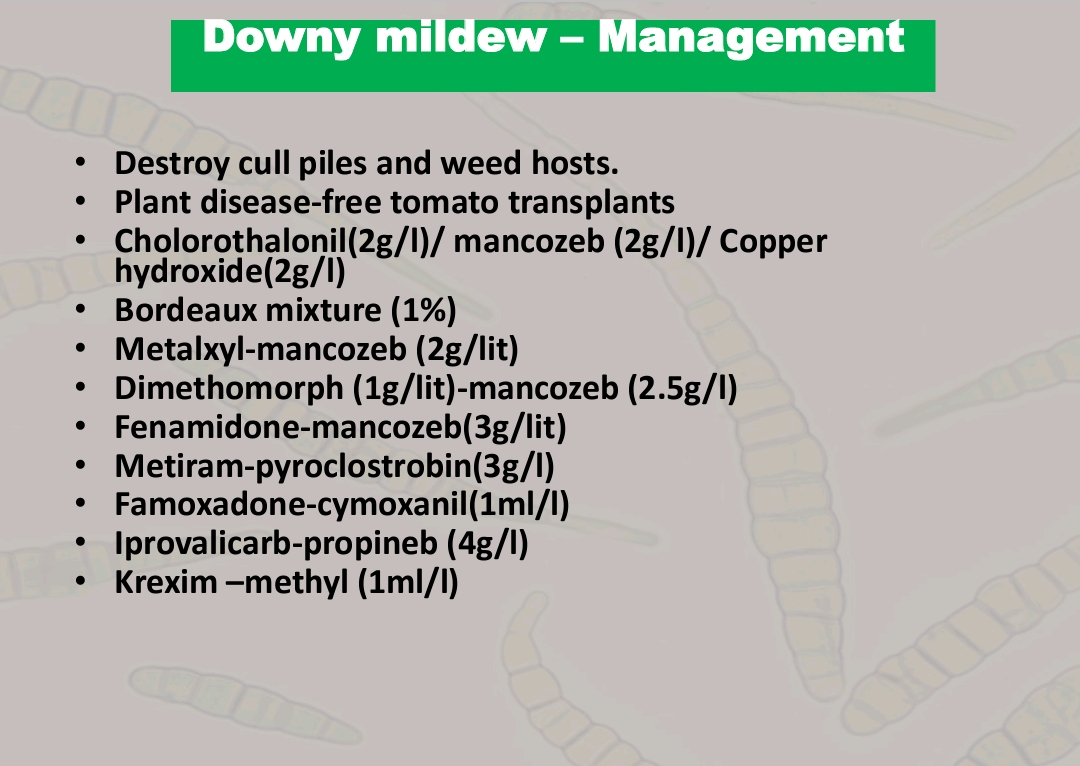 Downy mildew – Management
• Destroy cull piles and weed hosts.
• Plant disease-free tomato transplants
• Cholorothalonil(2g/l)/ mancozeb (2g/l)/ Copper
hydroxide(2g/l)
• Bordeaux mixture (1%)
• Metalxyl-mancozeb (2g/lit)
• Dimethomorph (1g/lit)-mancozeb (2.5g/l)
• Fenamidone-mancozeb(3g/lit)
• Metiram-pyroclostrobin(3g/l)
• Famoxadone-cymoxanil(1ml/l)
• Iprovalicarb-propineb (4g/l)
• Krexim –methyl (1ml/l)